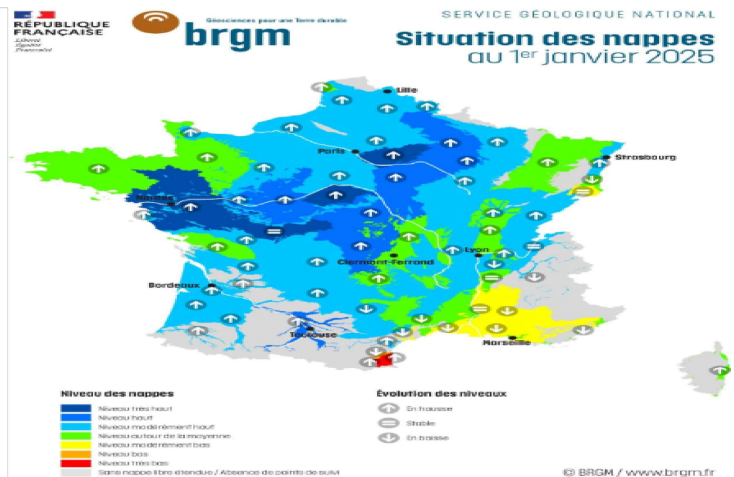 RÉPUBLIQUE
FRANÇAISE
Liberté
Égalité
Fraternité
Géosciences pour une Terre durable
brgm
SERVICE GÉOLOGIQUE NATIONAL
Situation des nappes
au 1er janvier 2025
Lille
Paris
Strasbourg
Nantes
Lyon
Clermont-Ferrand
Bordeaux
Toulouse
Marseille
Niveau des nappes
Niveau très haut
Niveau haut
Niveau modérément haut
Niveau autour de la moyenne
Niveau modérément bas
Niveau bas
Niveau très bas
Sans nappe libre étendue / Absence de points de suivi
Évolution des niveaux
En hausse
Stable
En baisse
© BRGM / www.brgm.fr